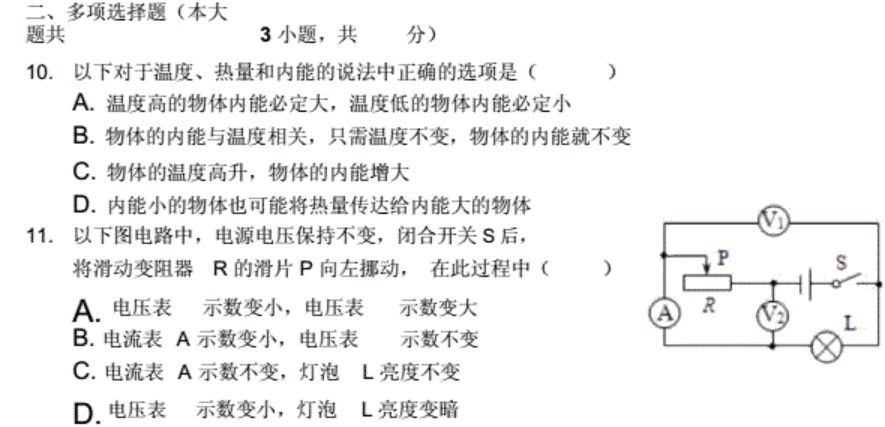 二、多项选择题（本大
题共 3 小题，共 分）
10. 以下对于温度、热量和内能的说法中正确的选项是（ ）
A. 温度高的物体内能必定大，温度低的物体内能必定小
B. 物体的内能与温度相关，只需温度不变，物体的内能就不变
C. 物体的温度高升，物体的内能增大
D. 内能小的物体也可能将热量传达给内能大的物体
11. 以下图电路中，电源电压保持不变，闭合开关 S 后，
将滑动变阻器 R 的滑片 P 向左挪动， 在此过程中（ ）
A. 电压表 示数变小，电压表 示数变大
B. 电流表 A 示数变小，电压表 示数不变
C. 电流表 A 示数不变，灯泡 L 亮度不变
D. 电压表 示数变小，灯泡 L 亮度变暗
V1
P
S
R
A
V2
L